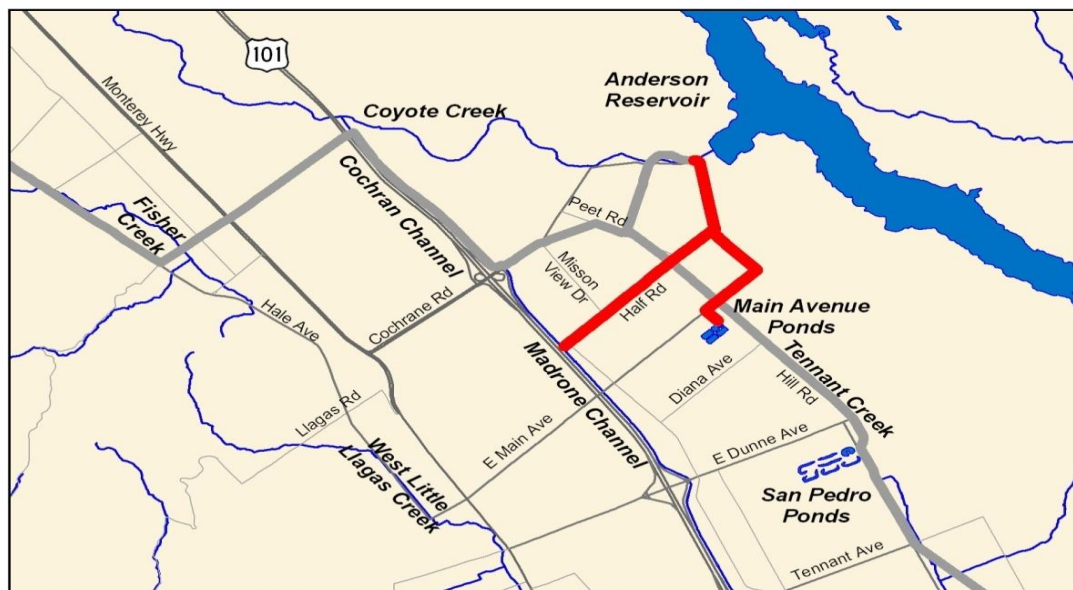 101
Monterey Hwy
Coyote Creek
Anderson
Reservoir
Cochran Channel
Peet Rd
Fisher
Creek
Misson
View Dr
Half Rd
Main Avenue
Ponds
Hale Ave
Cochrane Rd
Madrone Channel
Diana Ave
Tennant Creek
Hill Rd
Llagas Rd
E Main Ave
E Dunne Ave
West Little
Llagas Creek
San Pedro
Ponds
Tennant Ave